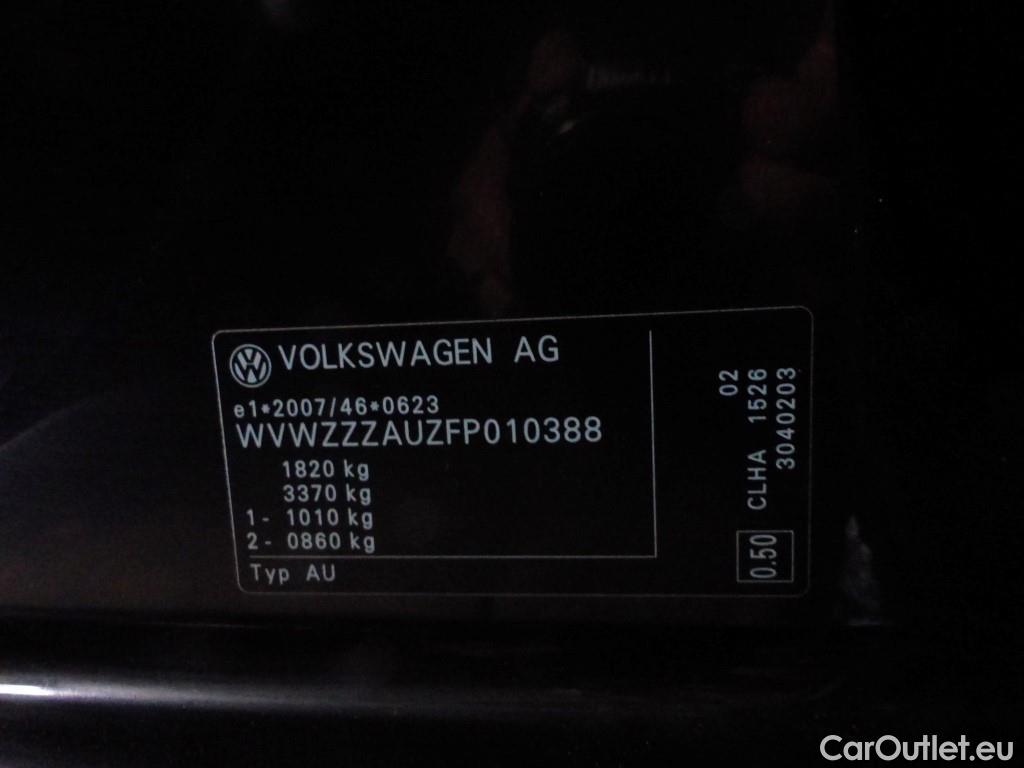 VOLKSWAGEN AG
e1*2007/46*0623
WVWZZZAUZFP010388
1820 kg
3370 kg
1- 1010 kg
2- 0860 kg
Typ AU
02
CLHA 1526
3040203
0.50
CarOutlet.eu